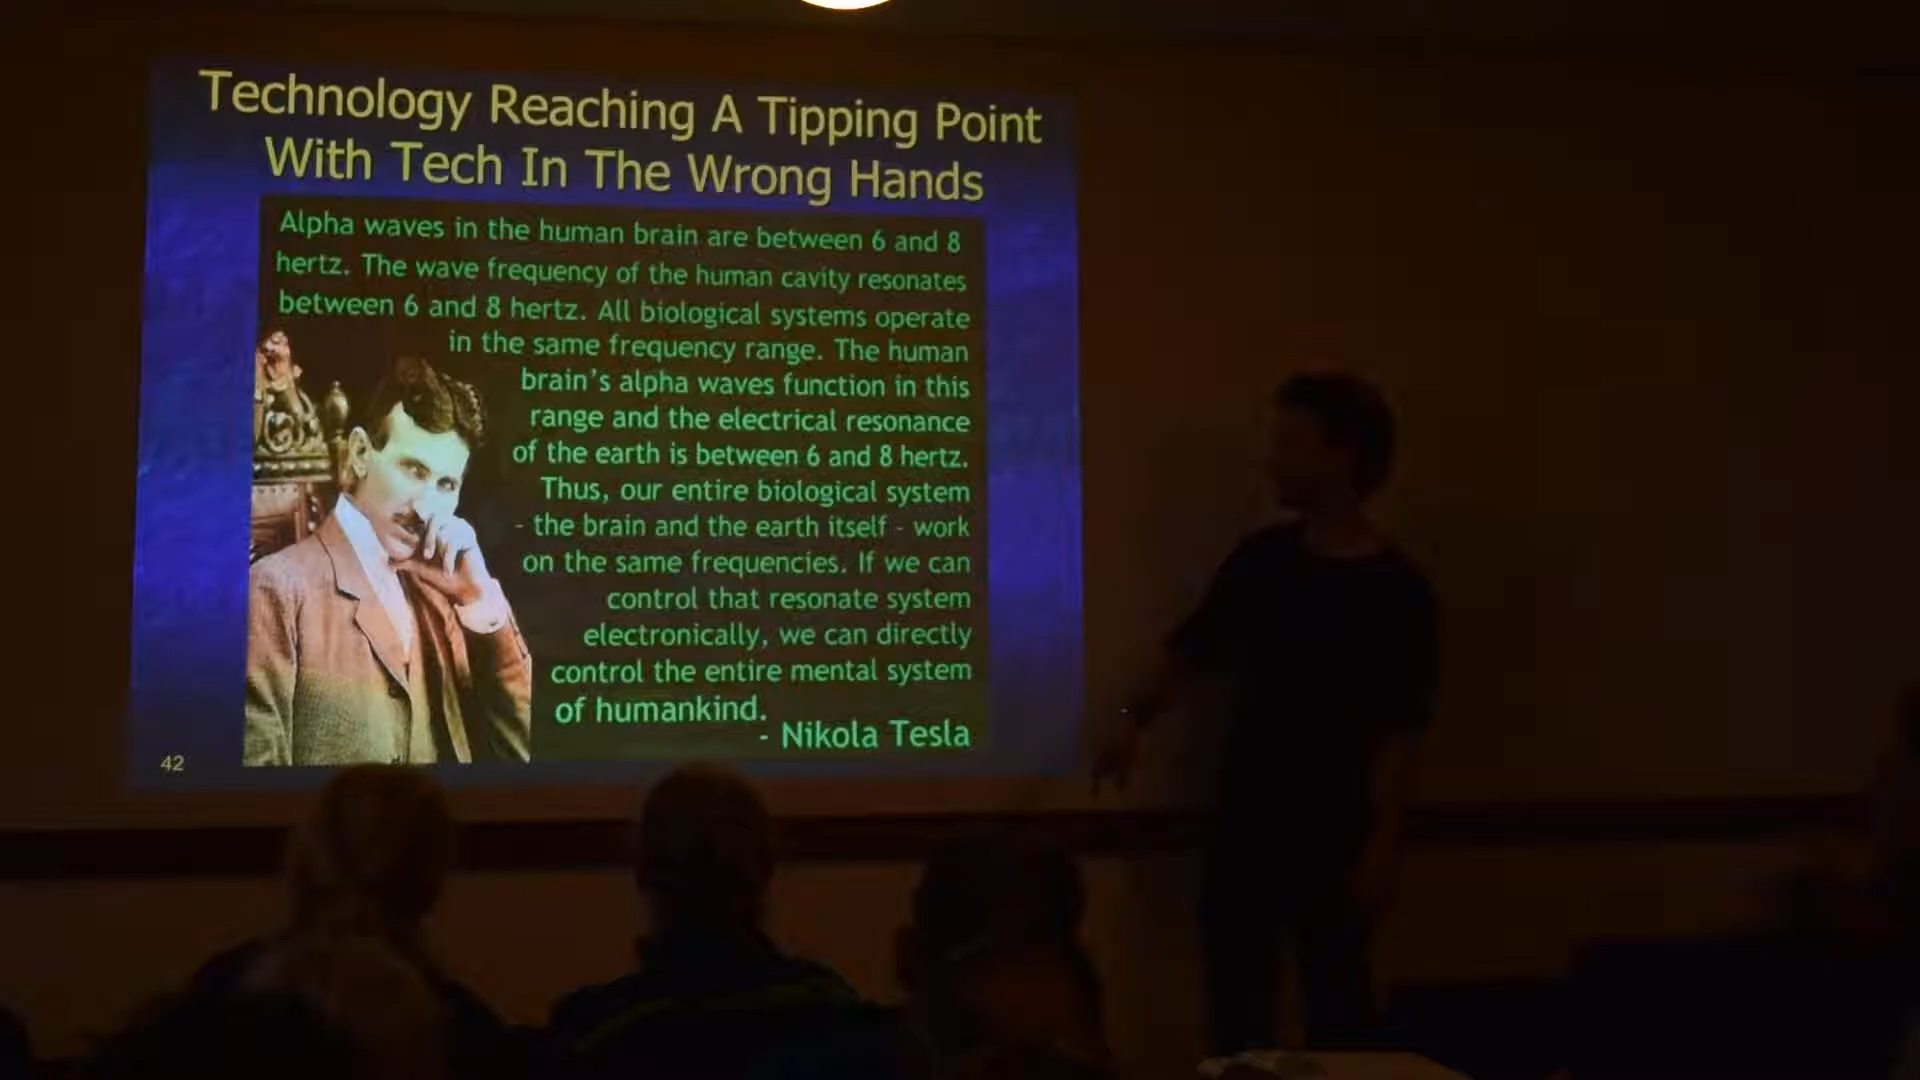 Technology Reaching A Tipping Point
With Tech In The Wrong Hands
Alpha waves in the human brain are between 6 and 8
hertz. The wave frequency of the human cavity resonates
between 6 and 8 hertz. All biological systems operate
in the same frequency range. The human
brain's alpha waves function in this
range and the electrical resonance
of the earth is between 6 and 8 hertz.
Thus, our entire biological system
- the brain and the earth itself - work
on the same frequencies. If we can
control that resonate system
electronically, we can directly
control the entire mental system
of humankind.
- Nikola Tesla
42